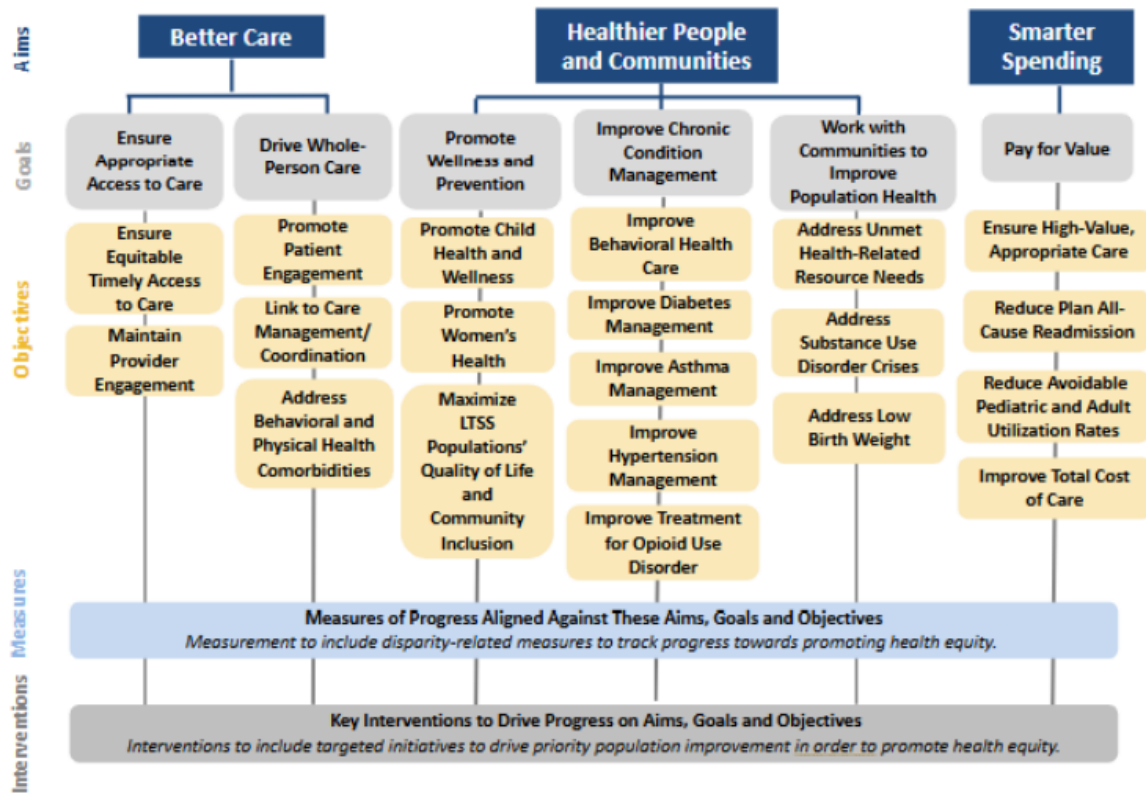 Aims
Better Care
Healthier People
and Communities
Smarter
Spending
Goals
Ensure
Appropriate
Access to Care
Drive Whole-
Person Care
Promote
Wellness and
Prevention
Improve Chronic
Condition
Management
Work with
Communities to
Improve
Population Health
Pay for Value
Objectives
Ensure
Equitable
Timely Access
to Care
Maintain
Provider
Engagement
Promote
Patient
Engagement
Link to Care
Management/
Coordination
Address
Behavioral and
Physical Health
Comorbidities
Promote Child
Health and
Wellness
Promote
Women's
Health
Maximize
LTSS
Populations'
Quality of Life
and
Community
Inclusion
Improve
Behavioral Health
Care
Improve Diabetes
Management
Improve Asthma
Management
Improve
Hypertension
Management
Improve Treatment
for Opioid Use
Disorder
Address Unmet
Health-Related
Resource Needs
Address
Substance Use
Disorder Crises
Address Low
Birth Weight
Ensure High-Value,
Appropriate Care
Reduce Plan All-
Cause Readmission
Reduce Avoidable
Pediatric and Adult
Utilization Rates
Improve Total Cost
of Care
Measures
Measures of Progress Aligned Against These Aims, Goals and Objectives
Measurement to include disparity-related measures to track progress towards promoting health equity.
Interventions
Key Interventions to Drive Progress on Aims, Goals and Objectives
Interventions to include targeted initiatives to drive priority population improvement in order to promote health equity.